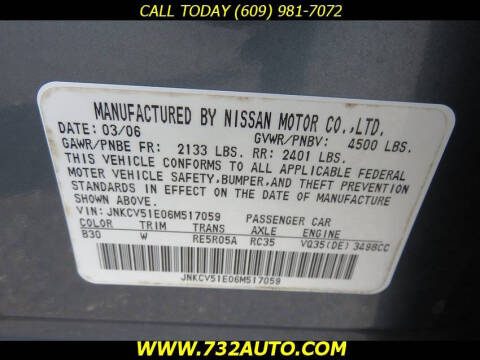 CALL TODAY (609) 981-7072
MANUFACTURED BY NISSAN MOTOR CO.,LTD.
DATE: 03/06 GVWR/PNBV: 4500 LBS.
GAWR/PNBE FR: 2133 LBS. RR: 2401 LBS.
THIS VEHICLE CONFORMS TO ALL APPLICABLE FEDERAL
MOTOR VEHICLE SAFETY, BUMPER, AND THEFT PREVENTION
STANDARDS IN EFFECT ON THE DATE OF MANUFACTURE
SHOWN ABOVE.
VIN: JNKCV51E06M517059 PASSENGER CAR
COLOR TRIM TRANS AXLE ENGINE
B30 W RE5R05A RC35 VQ35(DE) 3498CC
JNKCV51E06M517059
WWW.732AUTO.COM